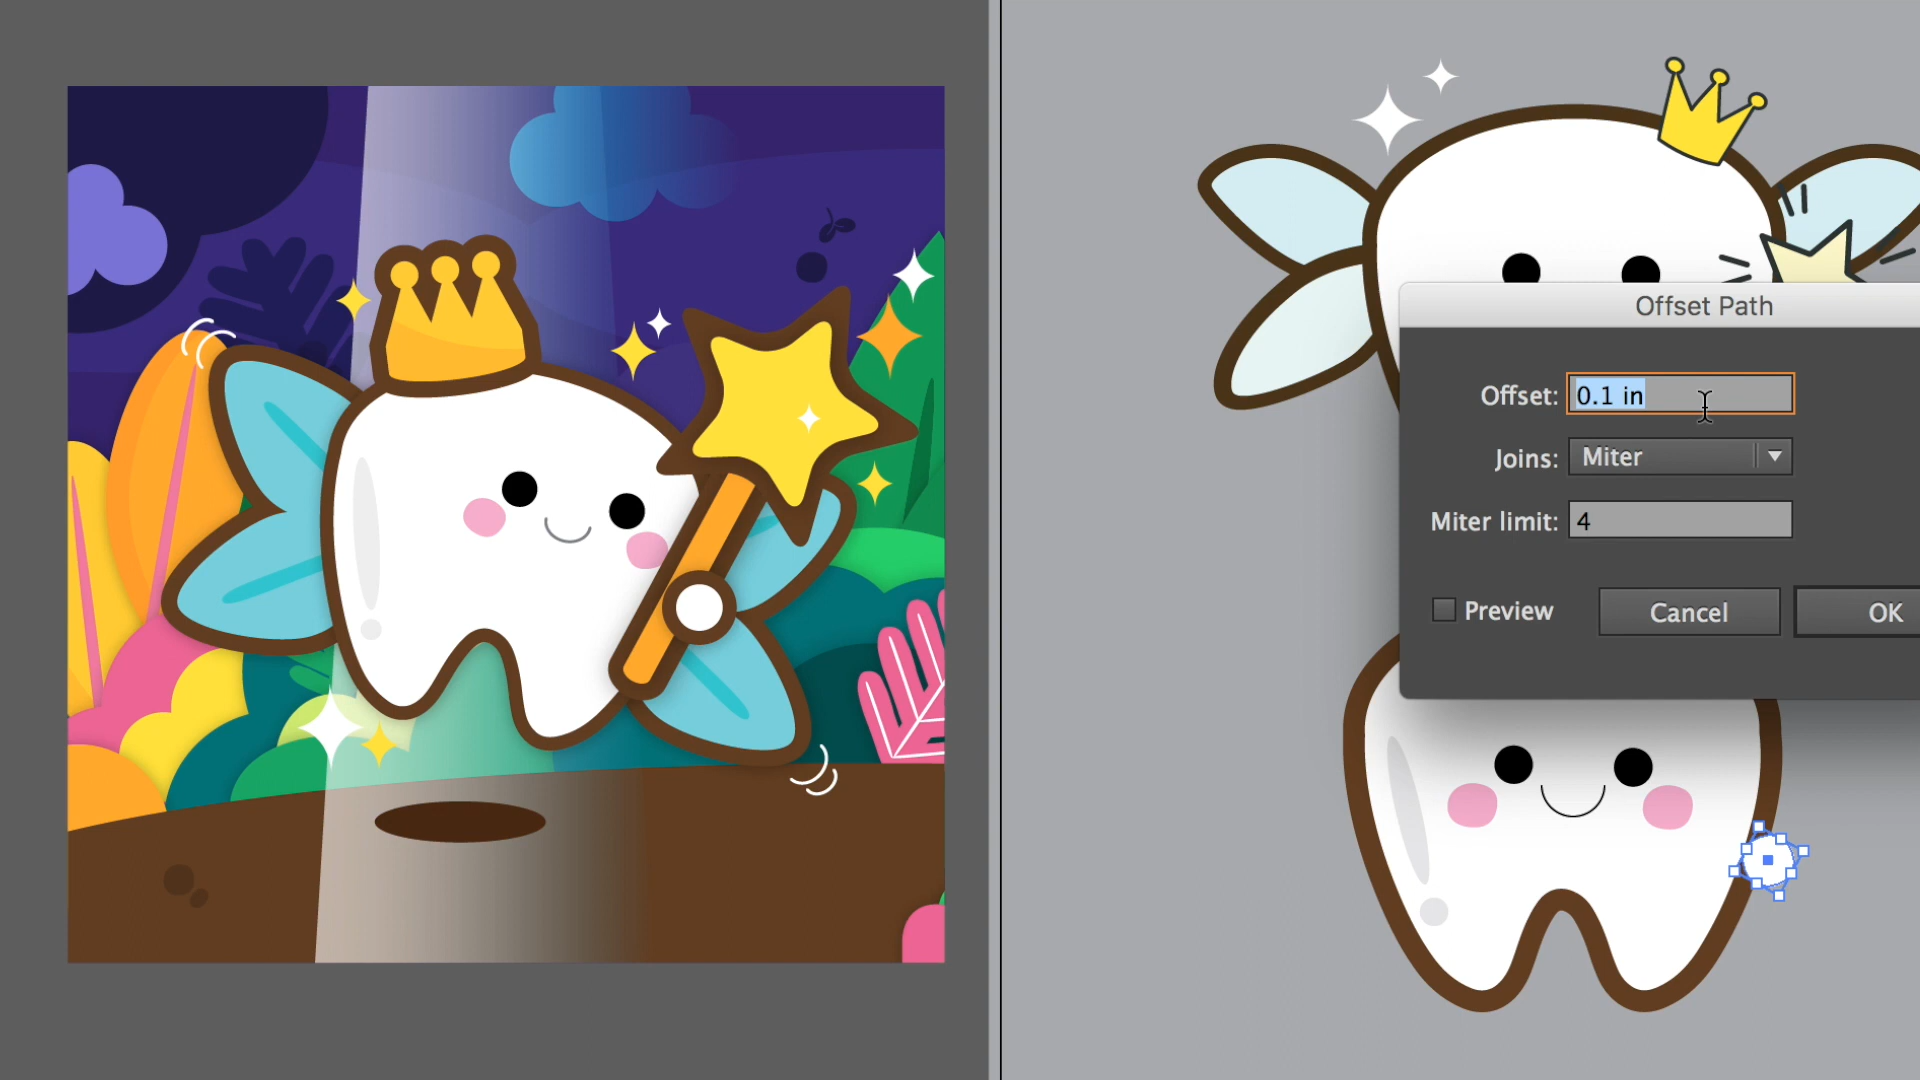 Offset Path
Offset: 0.1 in
Joins: Miter
Miter limit: 4
Preview Cancel OK